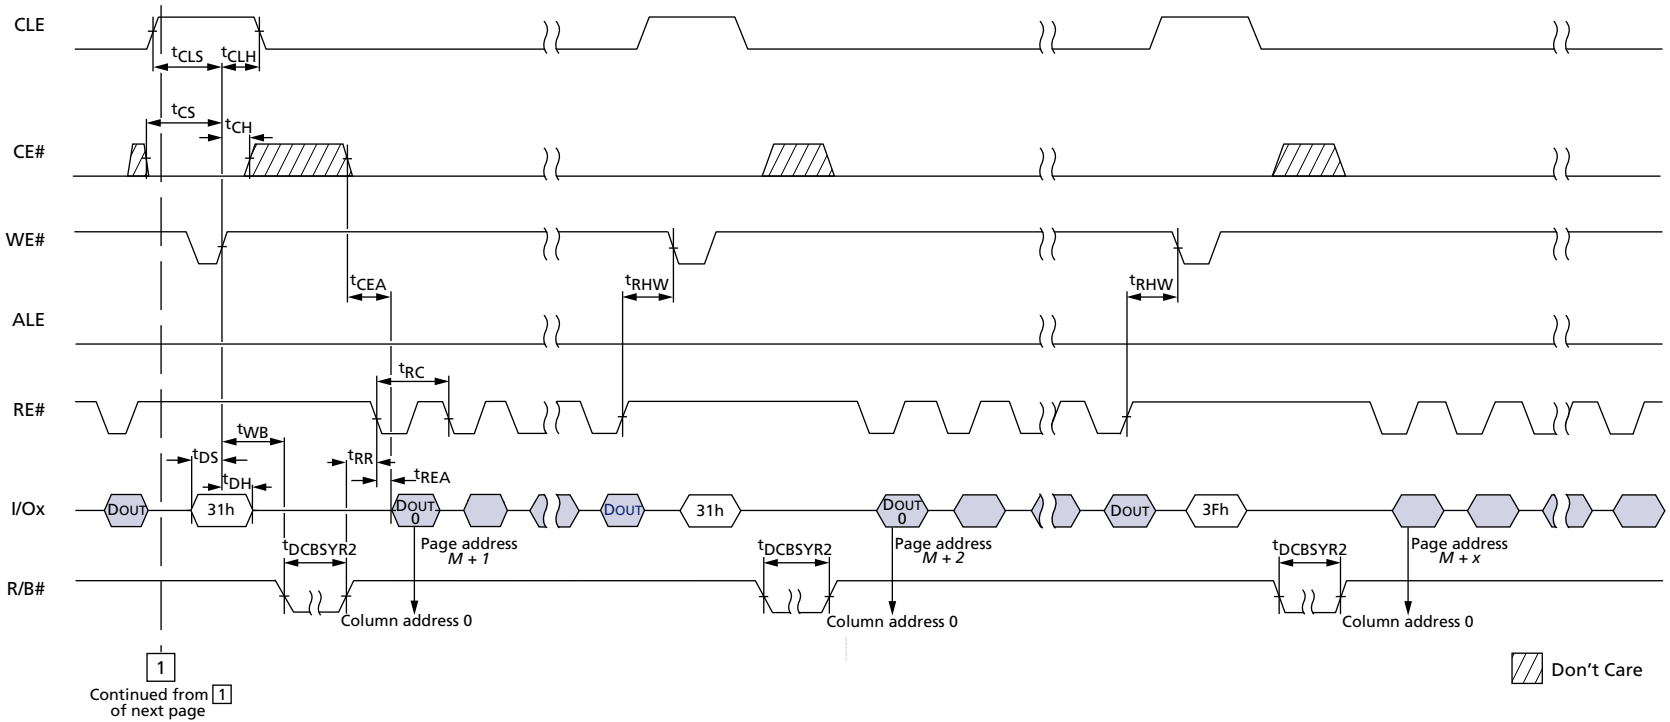 CLE
tCLS tCLH
tCS
tCH
CE#
WE#
tCEA tRHW tRHW
ALE
tRC
RE#
tWB
tDS tRR
tREA
tDH
I/Ox DOUT 31h DOUT 0 DOUT 31h DOUT 0 DOUT 3Fh
tDCBSYR2 Page address M + 1 tDCBSYR2 Page address M + 2 tDCBSYR2 Page address M + x
R/B#
Column address 0 Column address 0 Column address 0
1
Don't Care
Continued from 1
of next page